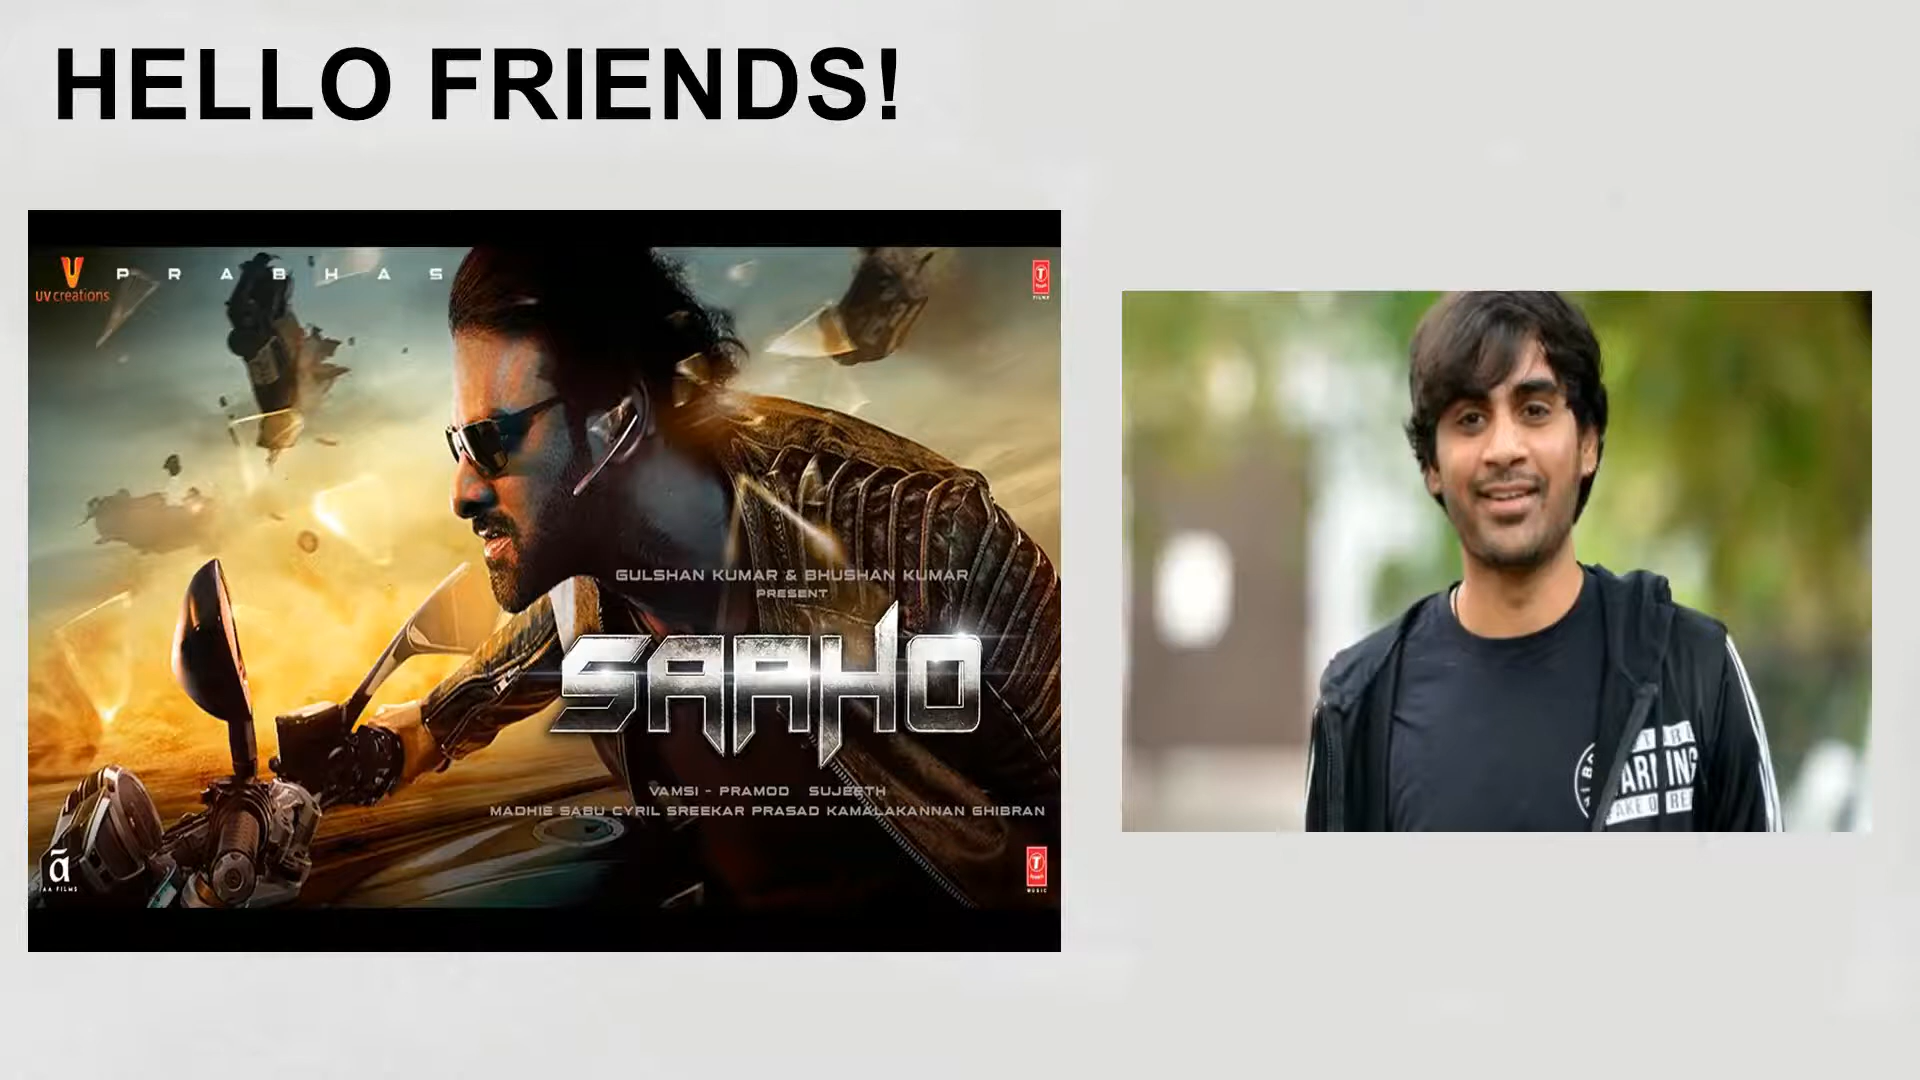 HELLO FRIENDS!
UV creations
PRABHAS
GULSHAN KUMAR & BHUSHAN KUMAR
PRESENT
SAAHO
VAMSI - PRAMOD SUJEETH
MADHIE SABU CYRIL SREEKAR PRASAD KAMALAKANNAN GHIBRAN
AA FILMS